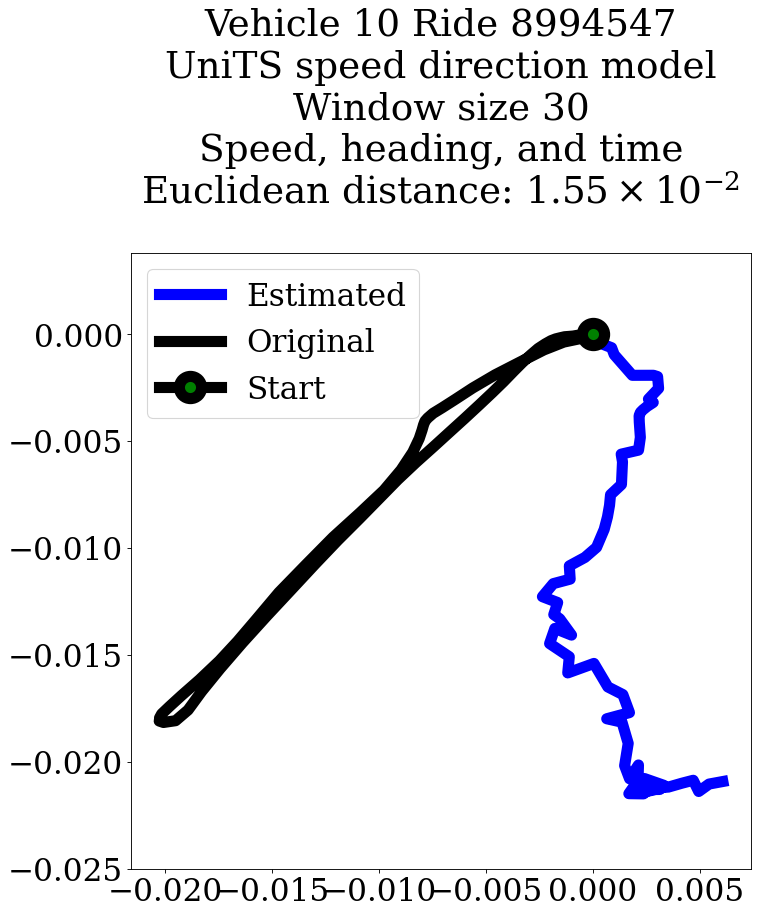 Vehicle 10 Ride 8994547
UniTS speed direction model
Window size 30
Speed, heading, and time
Euclidean distance: 1.55 × 10⁻²
Estimated
Original
Start
0.000
−0.005
−0.010
−0.015
−0.020
−0.025
−0.020 −0.015 −0.010 −0.005 0.000 0.005